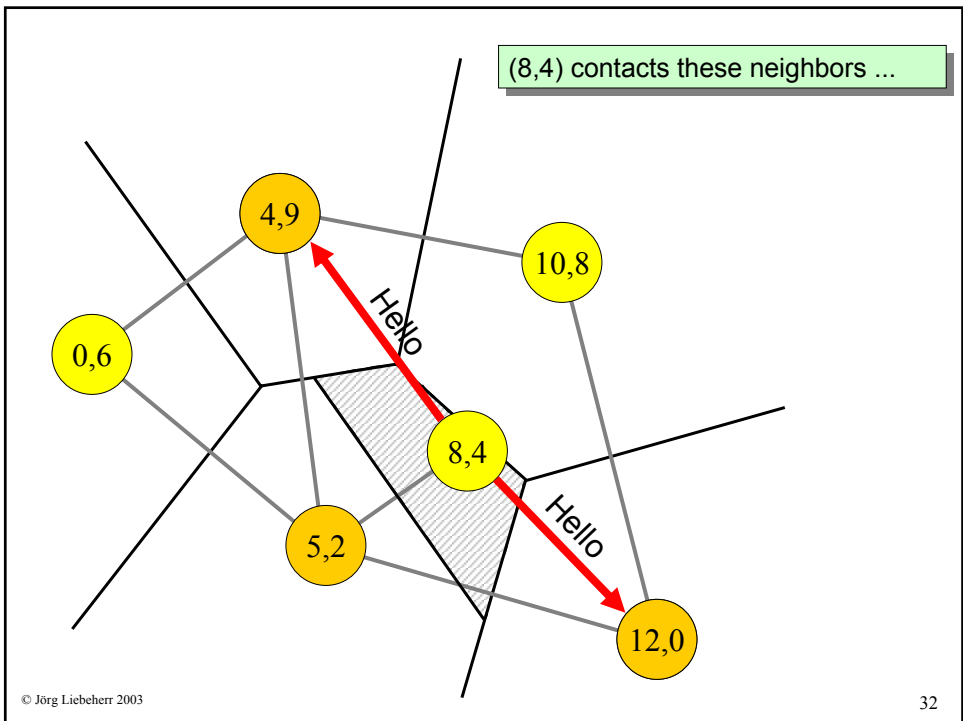 (8,4) contacts these neighbors ...
4,9
10,8
Hello
0,6
8,4
Hello
5,2
12,0
© Jörg Liebeherr 2003
32